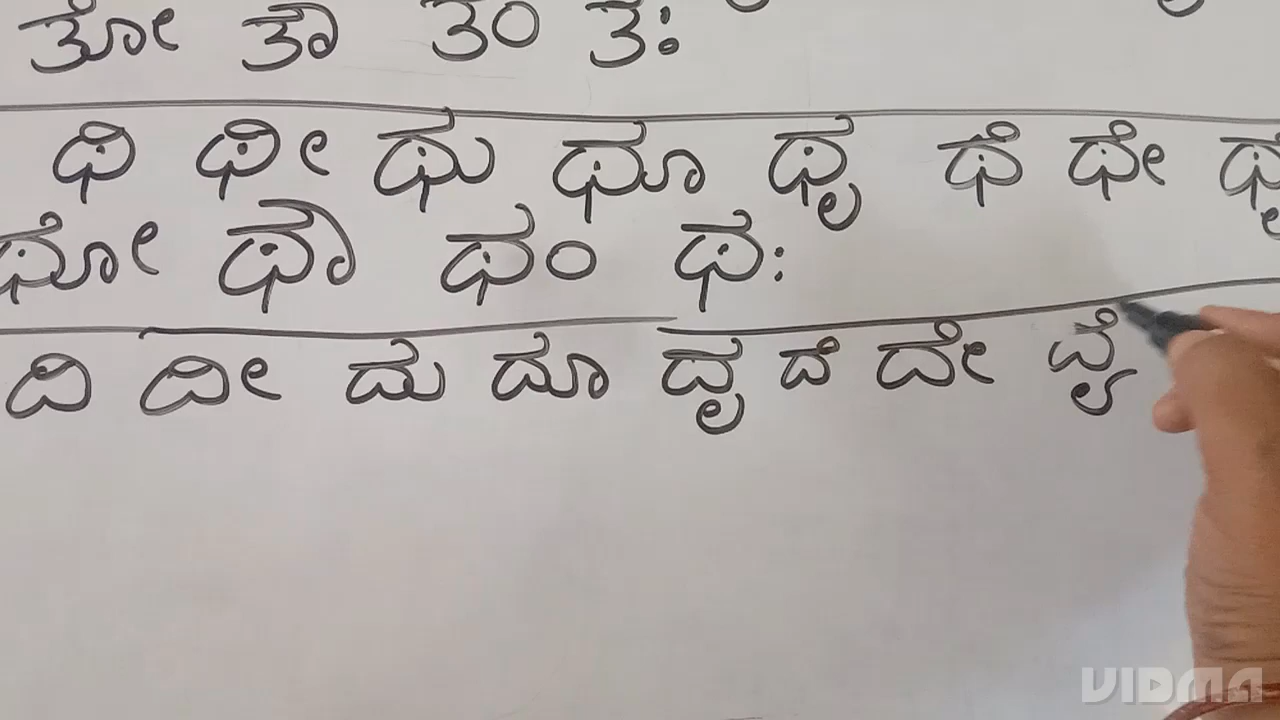 ತೋ ತೌ ತಂ ತಃ
ಥಿ ಥೀ ಥು ಥೂ ಥೃ ಥೆ ಥೇ ಥೈ
ಥೋ ಥೌ ಥಂ ಥಃ
ದಿ ದೀ ದು ದೂ ದೃ ದೆ ದೇ ದೈ
VIDMA